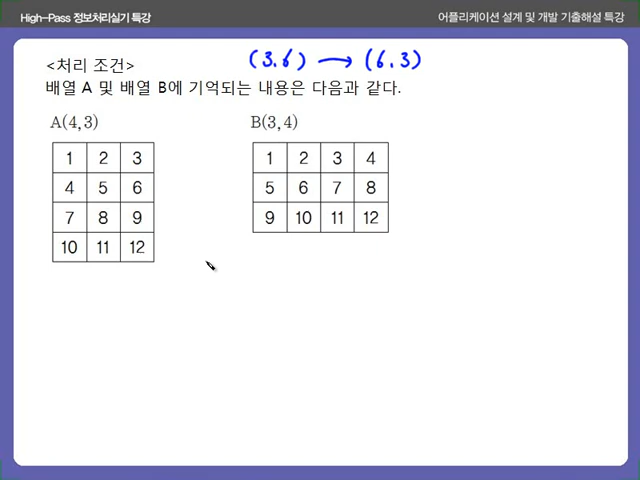 High-Pass 정보처리실기 특강
어플리케이션 설계 및 개발 기출해설 특강
<처리 조건>
(3.6) → (6.3)
배열 A 및 배열 B에 기억되는 내용은 다음과 같다.
A(4,3)
1 2 3
4 5 6
7 8 9
10 11 12
B(3,4)
1 2 3 4
5 6 7 8
9 10 11 12